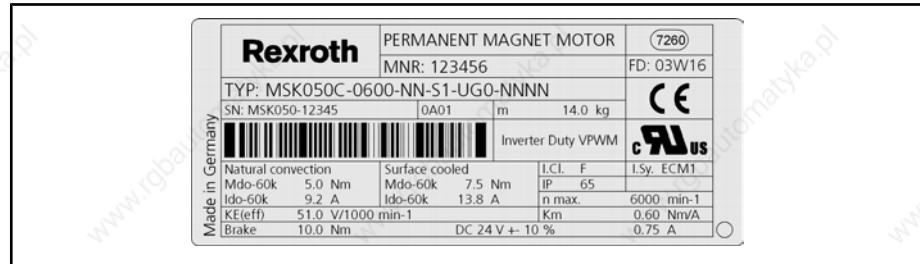 Rexroth
PERMANENT MAGNET MOTOR 7260
MNR: 123456 FD: 03W16
TYP: MSK050C-0600-NN-S1-UG0-NNNN
CE
SN: MSK050-12345 0A01 m 14.0 kg
Inverter Duty VPWM
c RU US
Made in Germany
Natural convection Surface cooled I.Cl. F I.Sy. ECM1
Mdo-60k 5.0 Nm Mdo-60k 7.5 Nm IP 65
Ido-60k 9.2 A Ido-60k 13.8 A n max. 6000 min-1
KE(eff) 51.0 V/1000 min-1 Km 0.60 Nm/A
Brake 10.0 Nm DC 24 V +- 10 % 0.75 A
www.rgbautomatyka.pl